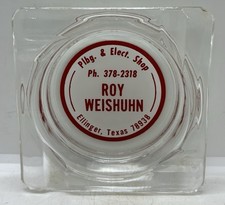 Plbg. & Elect. Shop
Ph. 378-2318
ROY
WEISHUHN
Ellinger, Texas 78938